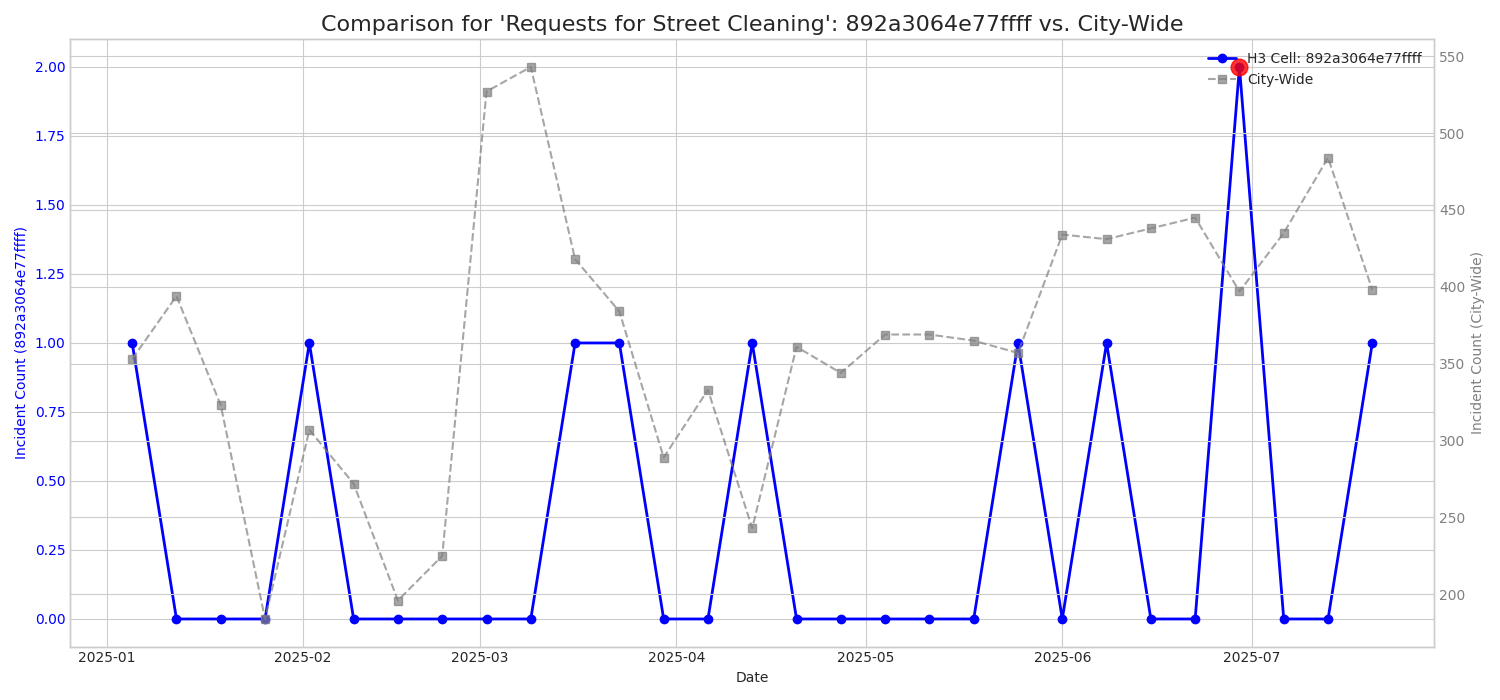 Comparison for 'Requests for Street Cleaning': 892a3064e77ffff vs. City-Wide
H3 Cell: 892a3064e77ffff
City-Wide
Incident Count (892a3064e77ffff)
2.00
1.75
1.50
1.25
1.00
0.75
0.50
0.25
0.00
550
500
450
400
350
300
250
200
Incident Count (City-Wide)
2025-01 2025-02 2025-03 2025-04 2025-05 2025-06 2025-07
Date